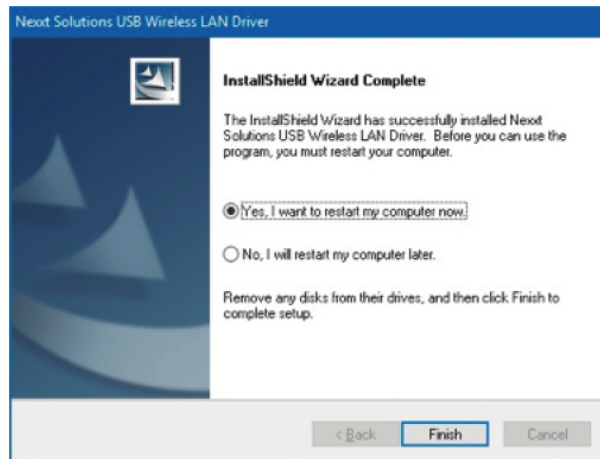 Nexxt Solutions USB Wireless LAN Driver
InstallShield Wizard Complete
The InstallShield Wizard has successfully installed Nexxt
Solutions USB Wireless LAN Driver. Before you can use the
program, you must restart your computer.
Yes, I want to restart my computer now.
No, I will restart my computer later.
Remove any disks from their drives, and then click Finish to
complete setup.
< Back
Finish
Cancel